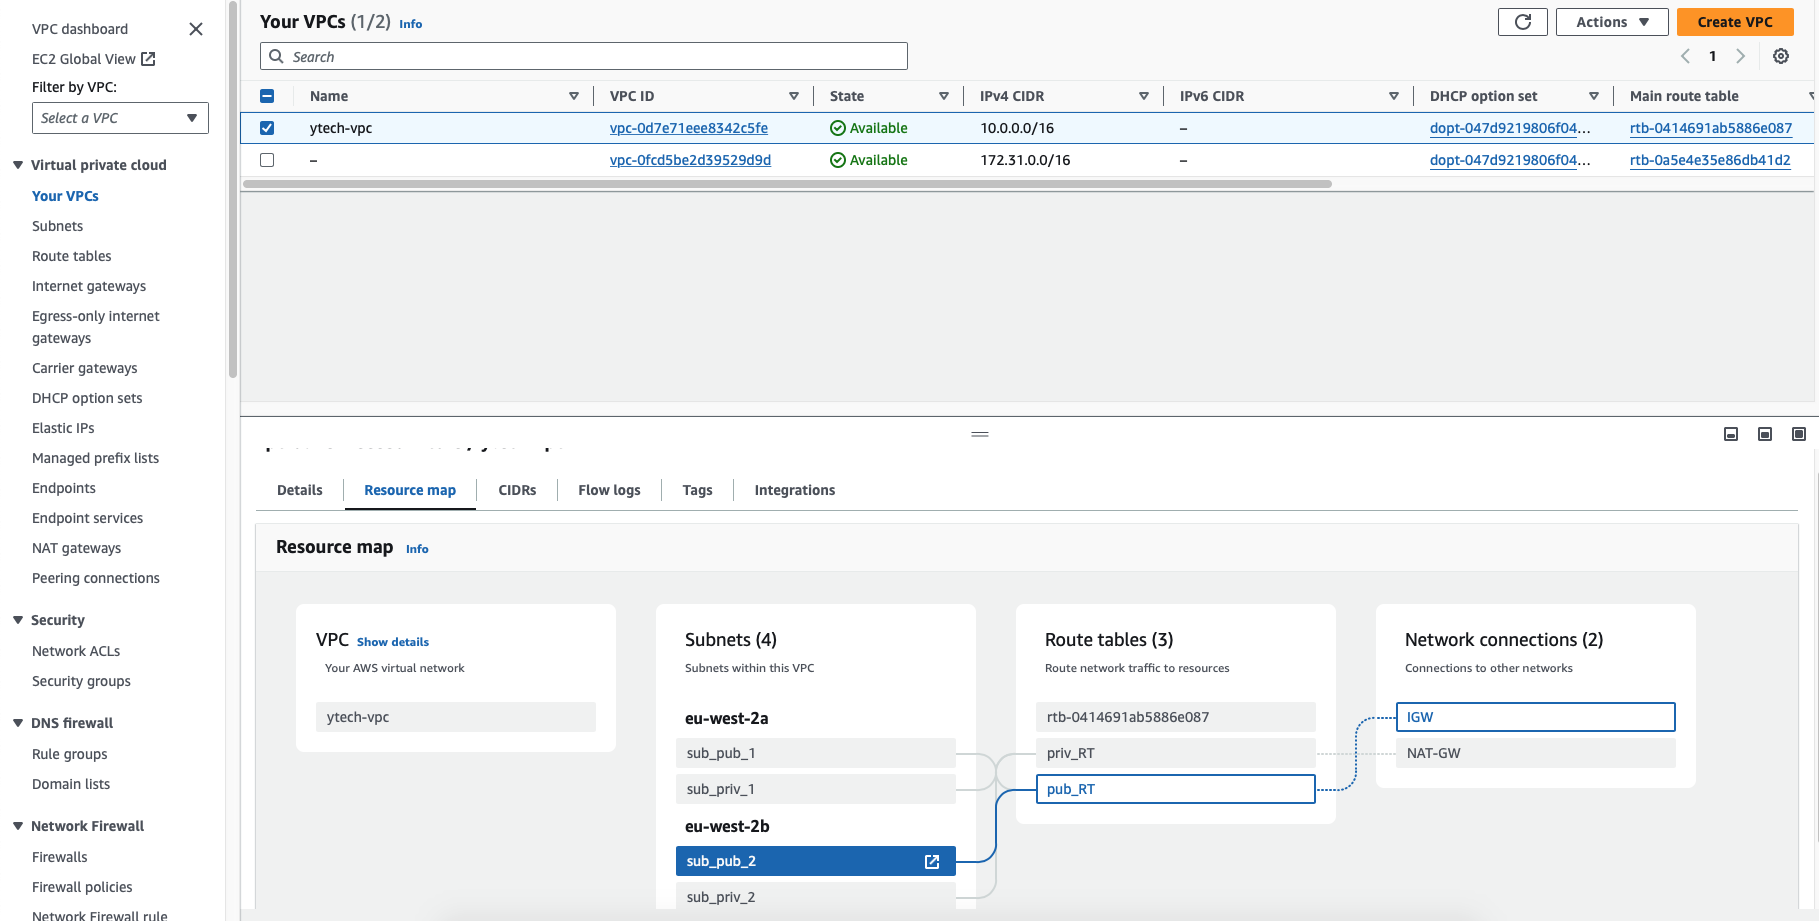 VPC dashboard
EC2 Global View
Filter by VPC:
Select a VPC
Virtual private cloud
Your VPCs
Subnets
Route tables
Internet gateways
Egress-only internet
gateways
Carrier gateways
DHCP option sets
Elastic IPs
Managed prefix lists
Endpoints
Endpoint services
NAT gateways
Peering connections
Security
Network ACLs
Security groups
DNS firewall
Rule groups
Domain lists
Network Firewall
Firewalls
Firewall policies
Network Firewall rule
Your VPCs (1/2) Info
Actions
Create VPC
Search
1
Name VPC ID State IPv4 CIDR IPv6 CIDR DHCP option set Main route table
ytech-vpc vpc-0d7e71eee8342c5fe Available 10.0.0.0/16 – dopt-047d9219806f04... rtb-0414691ab5886e087
– vpc-0fcd5be2d39529d9d Available 172.31.0.0/16 – dopt-047d9219806f04... rtb-0a5e4e35e86db41d2
Details Resource map CIDRs Flow logs Tags Integrations
Resource map Info
VPC Show details
Your AWS virtual network
ytech-vpc
Subnets (4)
Subnets within this VPC
eu-west-2a
sub_pub_1
sub_priv_1
eu-west-2b
sub_pub_2
sub_priv_2
Route tables (3)
Route network traffic to resources
rtb-0414691ab5886e087
priv_RT
pub_RT
Network connections (2)
Connections to other networks
IGW
NAT-GW